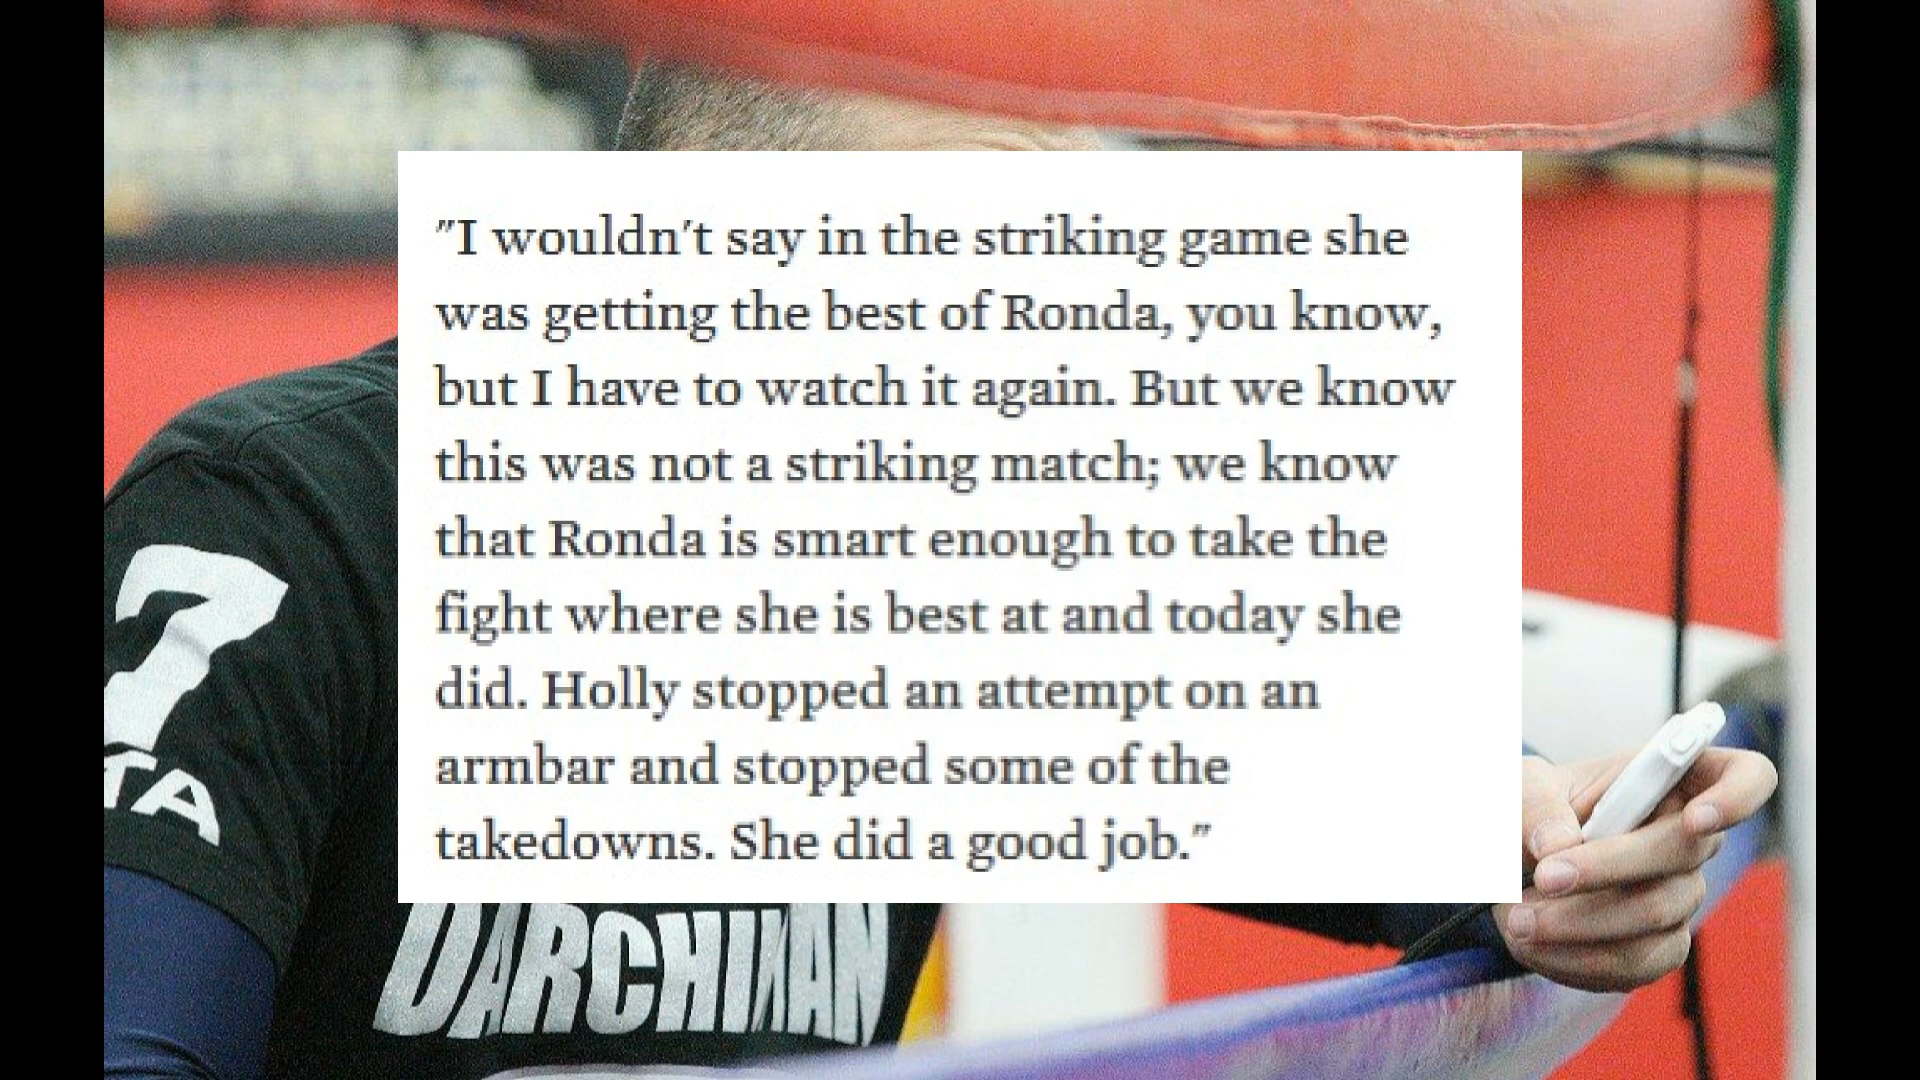 "I wouldn't say in the striking game she
was getting the best of Ronda, you know,
but I have to watch it again. But we know
this was not a striking match; we know
that Ronda is smart enough to take the
fight where she is best at and today she
did. Holly stopped an attempt on an
armbar and stopped some of the
takedowns. She did a good job."
7
TA
DARCHINIAN